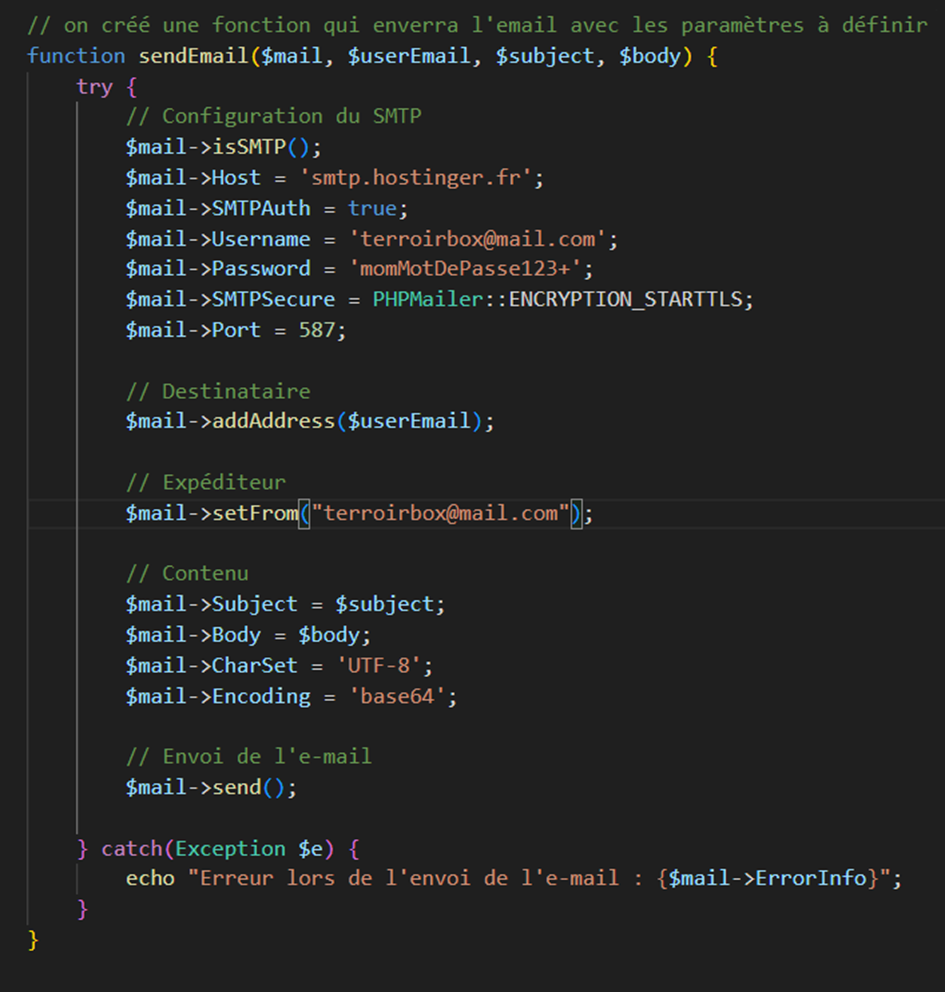 // on créé une fonction qui enverra l'email avec les paramètres à définir
function sendEmail($mail, $userEmail, $subject, $body) {
try {
// Configuration du SMTP
$mail->isSMTP();
$mail->Host = 'smtp.hostinger.fr';
$mail->SMTPAuth = true;
$mail->Username = 'terroirbox@mail.com';
$mail->Password = 'momMotDePasse123+';
$mail->SMTPSecure = PHPMailer::ENCRYPTION_STARTTLS;
$mail->Port = 587;
// Destinataire
$mail->addAddress($userEmail);
// Expéditeur
$mail->setFrom("terroirbox@mail.com");
// Contenu
$mail->Subject = $subject;
$mail->Body = $body;
$mail->CharSet = 'UTF-8';
$mail->Encoding = 'base64';
// Envoi de l'e-mail
$mail->send();
} catch(Exception $e) {
echo "Erreur lors de l'envoi de l'e-mail : {$mail->ErrorInfo}";
}
}